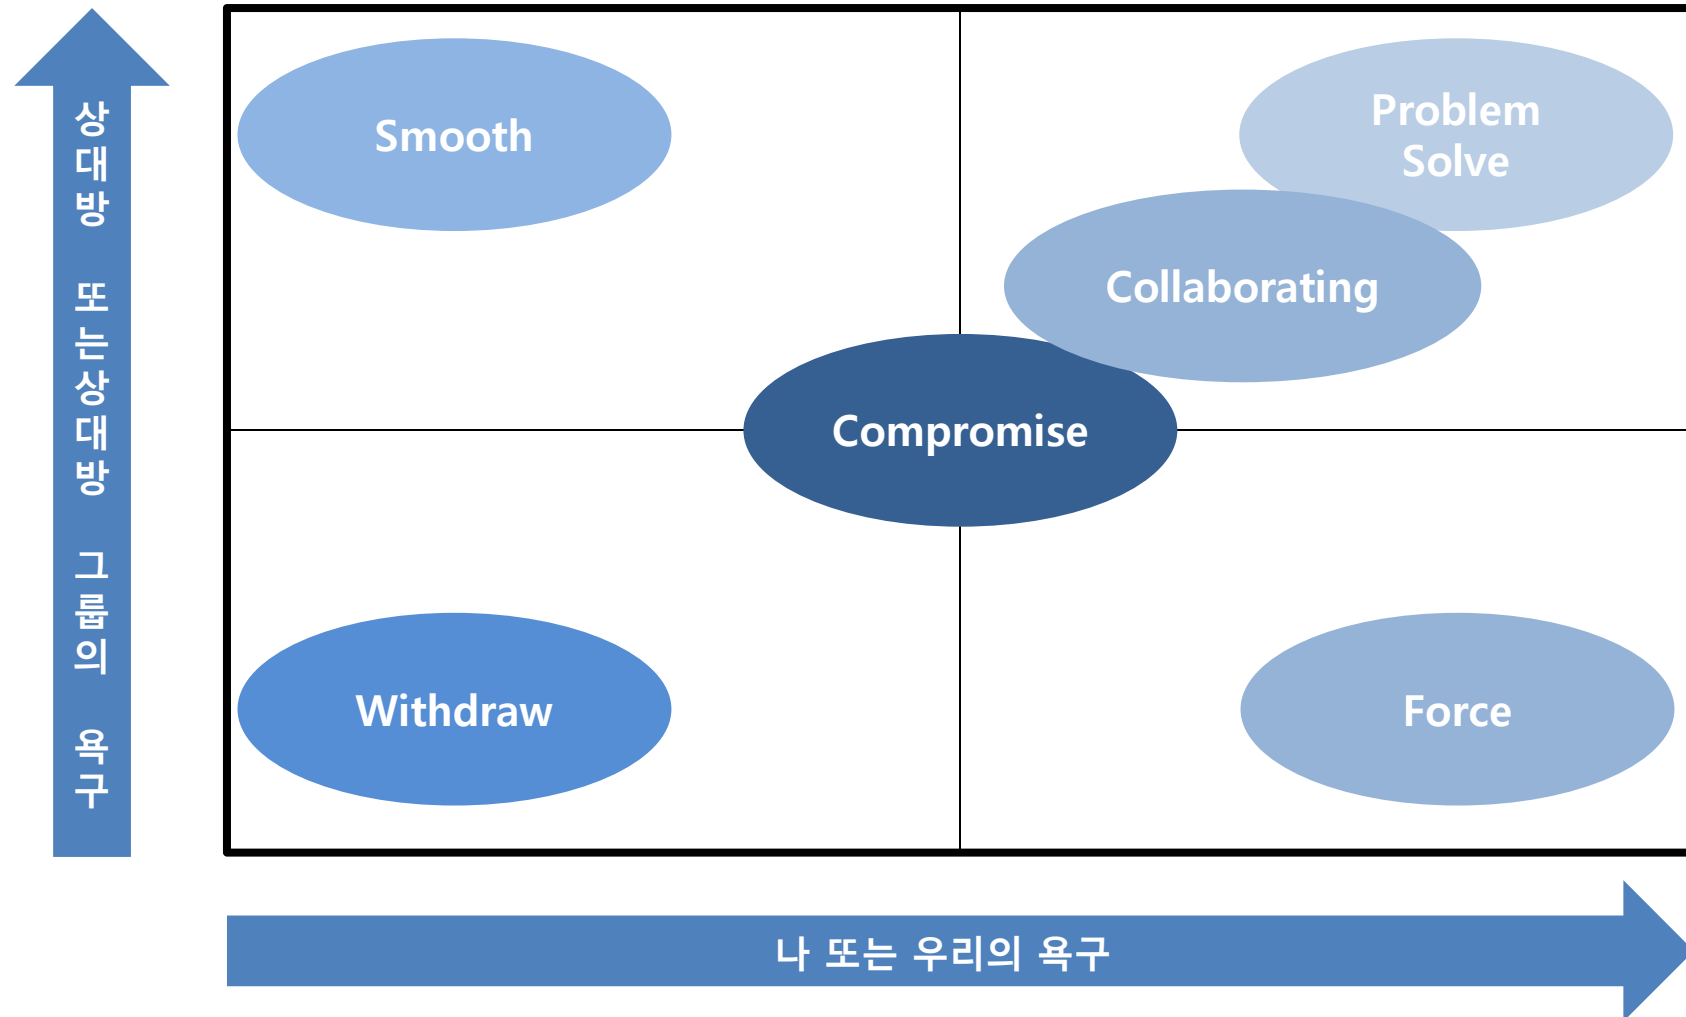 상대방 또는상대방 그룹의 욕구
Smooth
Problem
Solve
Collaborating
Compromise
Withdraw
Force
나 또는 우리의 욕구